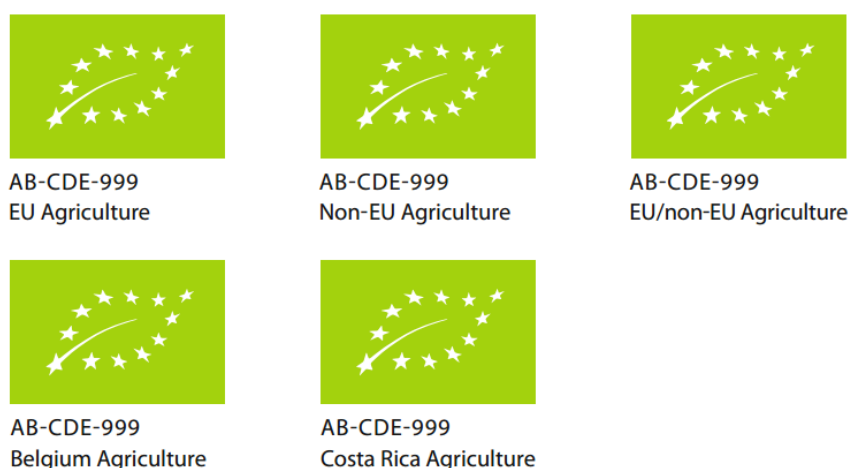 AB-CDE-999
EU Agriculture
AB-CDE-999
Non-EU Agriculture
AB-CDE-999
EU/non-EU Agriculture
AB-CDE-999
Belgium Agriculture
AB-CDE-999
Costa Rica Agriculture